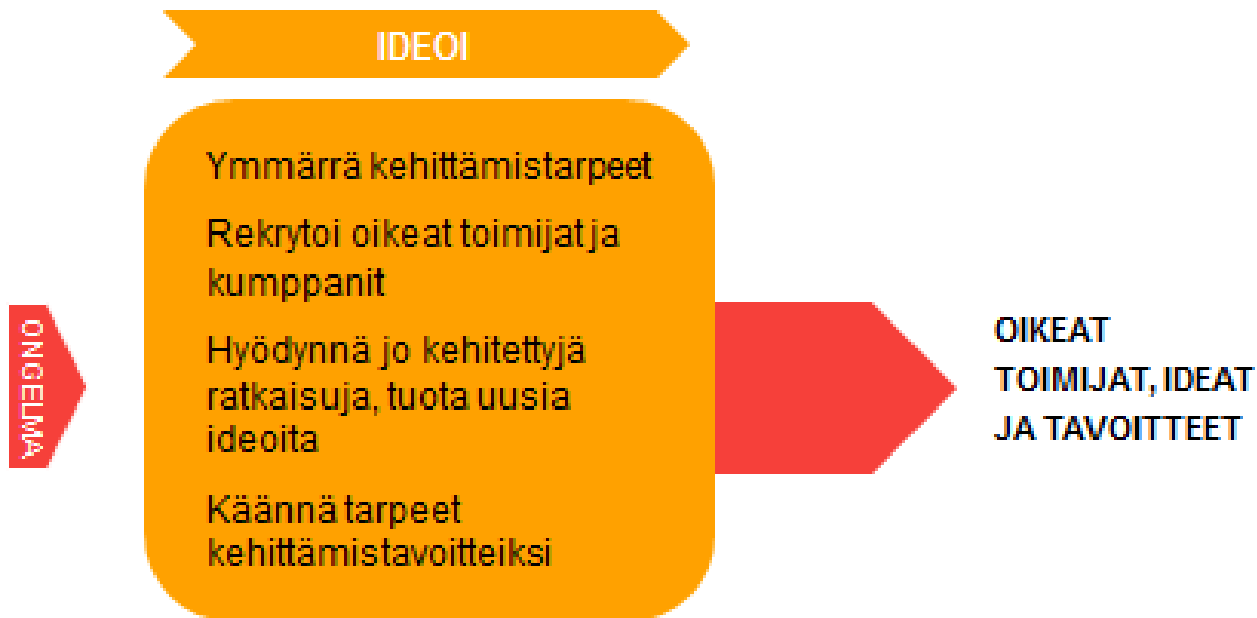 IDEOI
Ymmärrä kehittämistarpeet
Rekrytoi oikeat toimijat ja
kumppanit
Hyödynnä jo kehitettyjä
ratkaisuja, tuota uusia
ideoita
Käännä tarpeet
kehittämistavoitteiksi
ONGELMA
OIKEAT
TOIMIJAT, IDEAT
JA TAVOITTEET